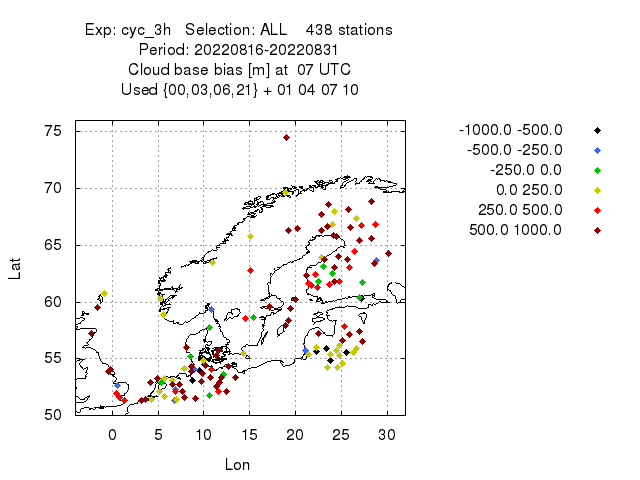 Exp: cyc_3h   Selection: ALL    438 stations
Period: 20220816-20220831
Cloud base bias [m] at  07 UTC
Used {00,03,06,21} + 01 04 07 10
-1000.0 -500.0
-500.0 -250.0
-250.0 0.0
0.0 250.0
250.0 500.0
500.0 1000.0
Lat
75
70
65
60
55
50
0 5 10 15 20 25 30
Lon